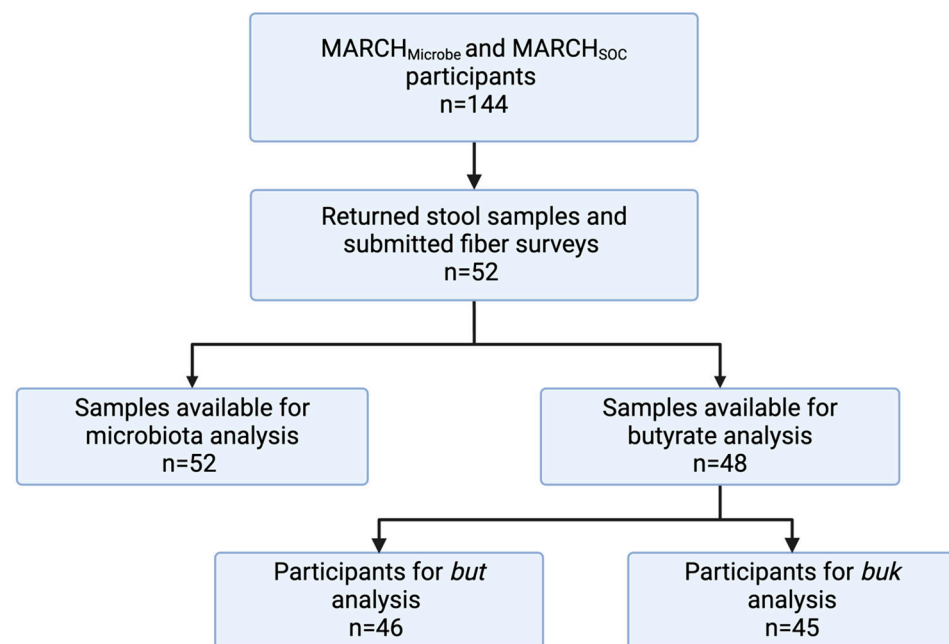 MARCHMicrobe and MARCHSOC
participants
n=144
Returned stool samples and
submitted fiber surveys
n=52
Samples available for
microbiota analysis
n=52
Samples available for
butyrate analysis
n=48
Participants for but
analysis
n=46
Participants for buk
analysis
n=45